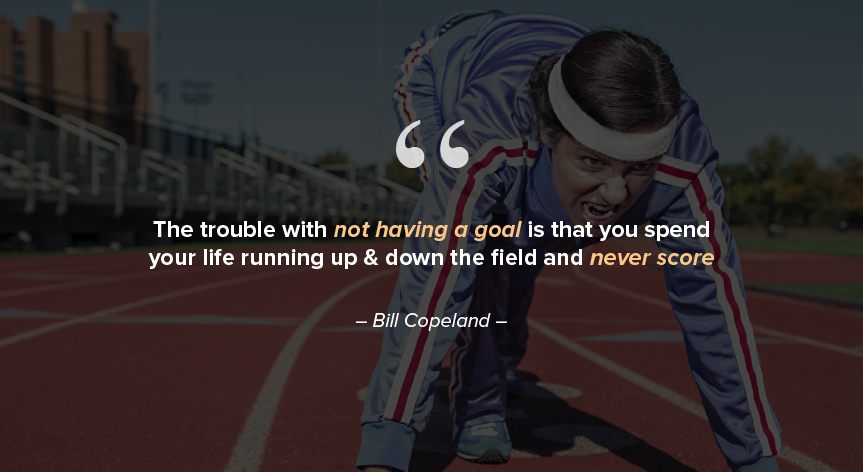 “
The trouble with not having a goal is that you spend
your life running up & down the field and never score
– Bill Copeland –